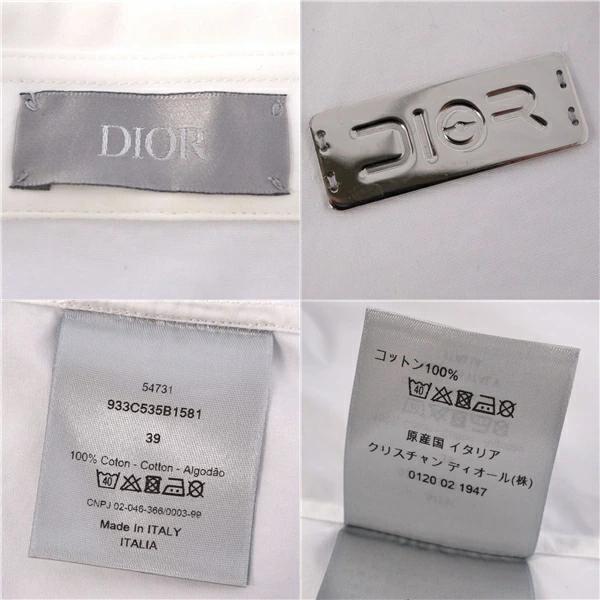 DIOR
DIOR
54731
933C535B1581
39
100% Coton - Cotton - Algodão
40
CNPJ 02-046-366/0003-99
Made in ITALY
ITALIA
コットン100%
40
原産国 イタリア
クリスチャン ディオール(株)
0120 02 1947